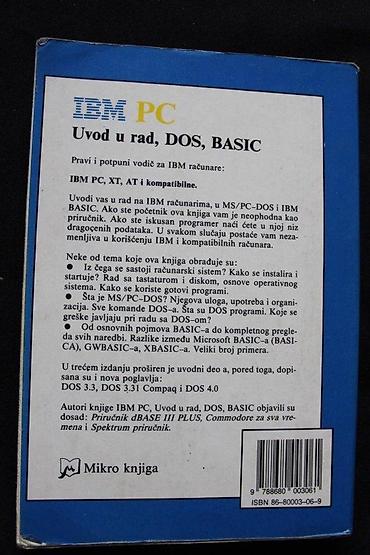 IBM PC
Uvod u rad, DOS, BASIC
Pravi i potpuni vodič za IBM računare:
IBM PC, XT, AT i kompatibilne.
Uvodi vas u rad na IBM računarima, u MS/PC-DOS i IBM
BASIC. Ako ste početnik ova knjiga vam je neophodna kao
priručnik. Ako ste iskusan programer naći ćete u njoj niz
dragocenih podataka. U svakom slučaju postaće vam neza-
menljiva u korišćenju IBM i kompatibilnih računara.
Neke od tema koje ova knjiga obrađuje su:
● Iz čega se sastoji računarski sistem? Kako se instalira i
startuje? Rad sa tastaturom i diskom, osnove operativnog
sistema. Kako se koriste gotovi programi.
● Šta je MS/PC-DOS? Njegova uloga, upotreba i organi-
zacija. Sve komande DOS-a. Šta su DOS programi. Koje se
greške javljaju pri radu sa DOS-om?
● Od osnovnih pojmova BASIC-a do kompletnog pregle-
da svih naredbi. Razlike između Microsoft BASIC-a (BASI-
CA), GWBASIC-a, XBASIC-a. Veliki broj primera.
U trećem izdanju proširen je uvodni deo a, pored toga, dopi-
sana su i nova poglavlja:
DOS 3.3, DOS 3.31 Compaq i DOS 4.0
Autori knjige IBM PC, Uvod u rad, DOS, BASIC objavili su
dosad: Priručnik dBASE III PLUS, Commodore za sva vre-
mena i Spektrum priručnik.
Mikro knjiga
9 788680 003061
ISBN 86-80003-06-9